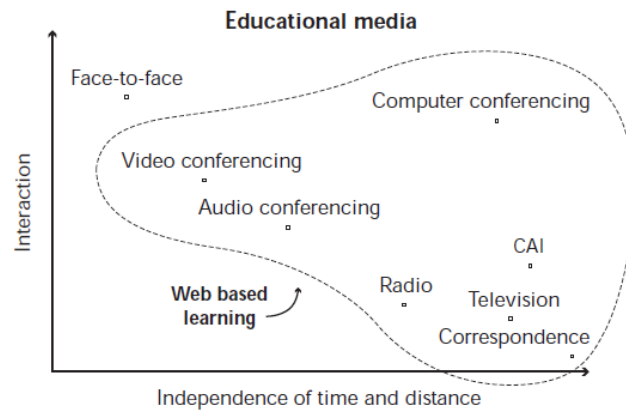 Educational media
Face-to-face
Computer conferencing
Video conferencing
Audio conferencing
CAI
Radio
Television
Correspondence
Web based
learning
Interaction
Independence of time and distance